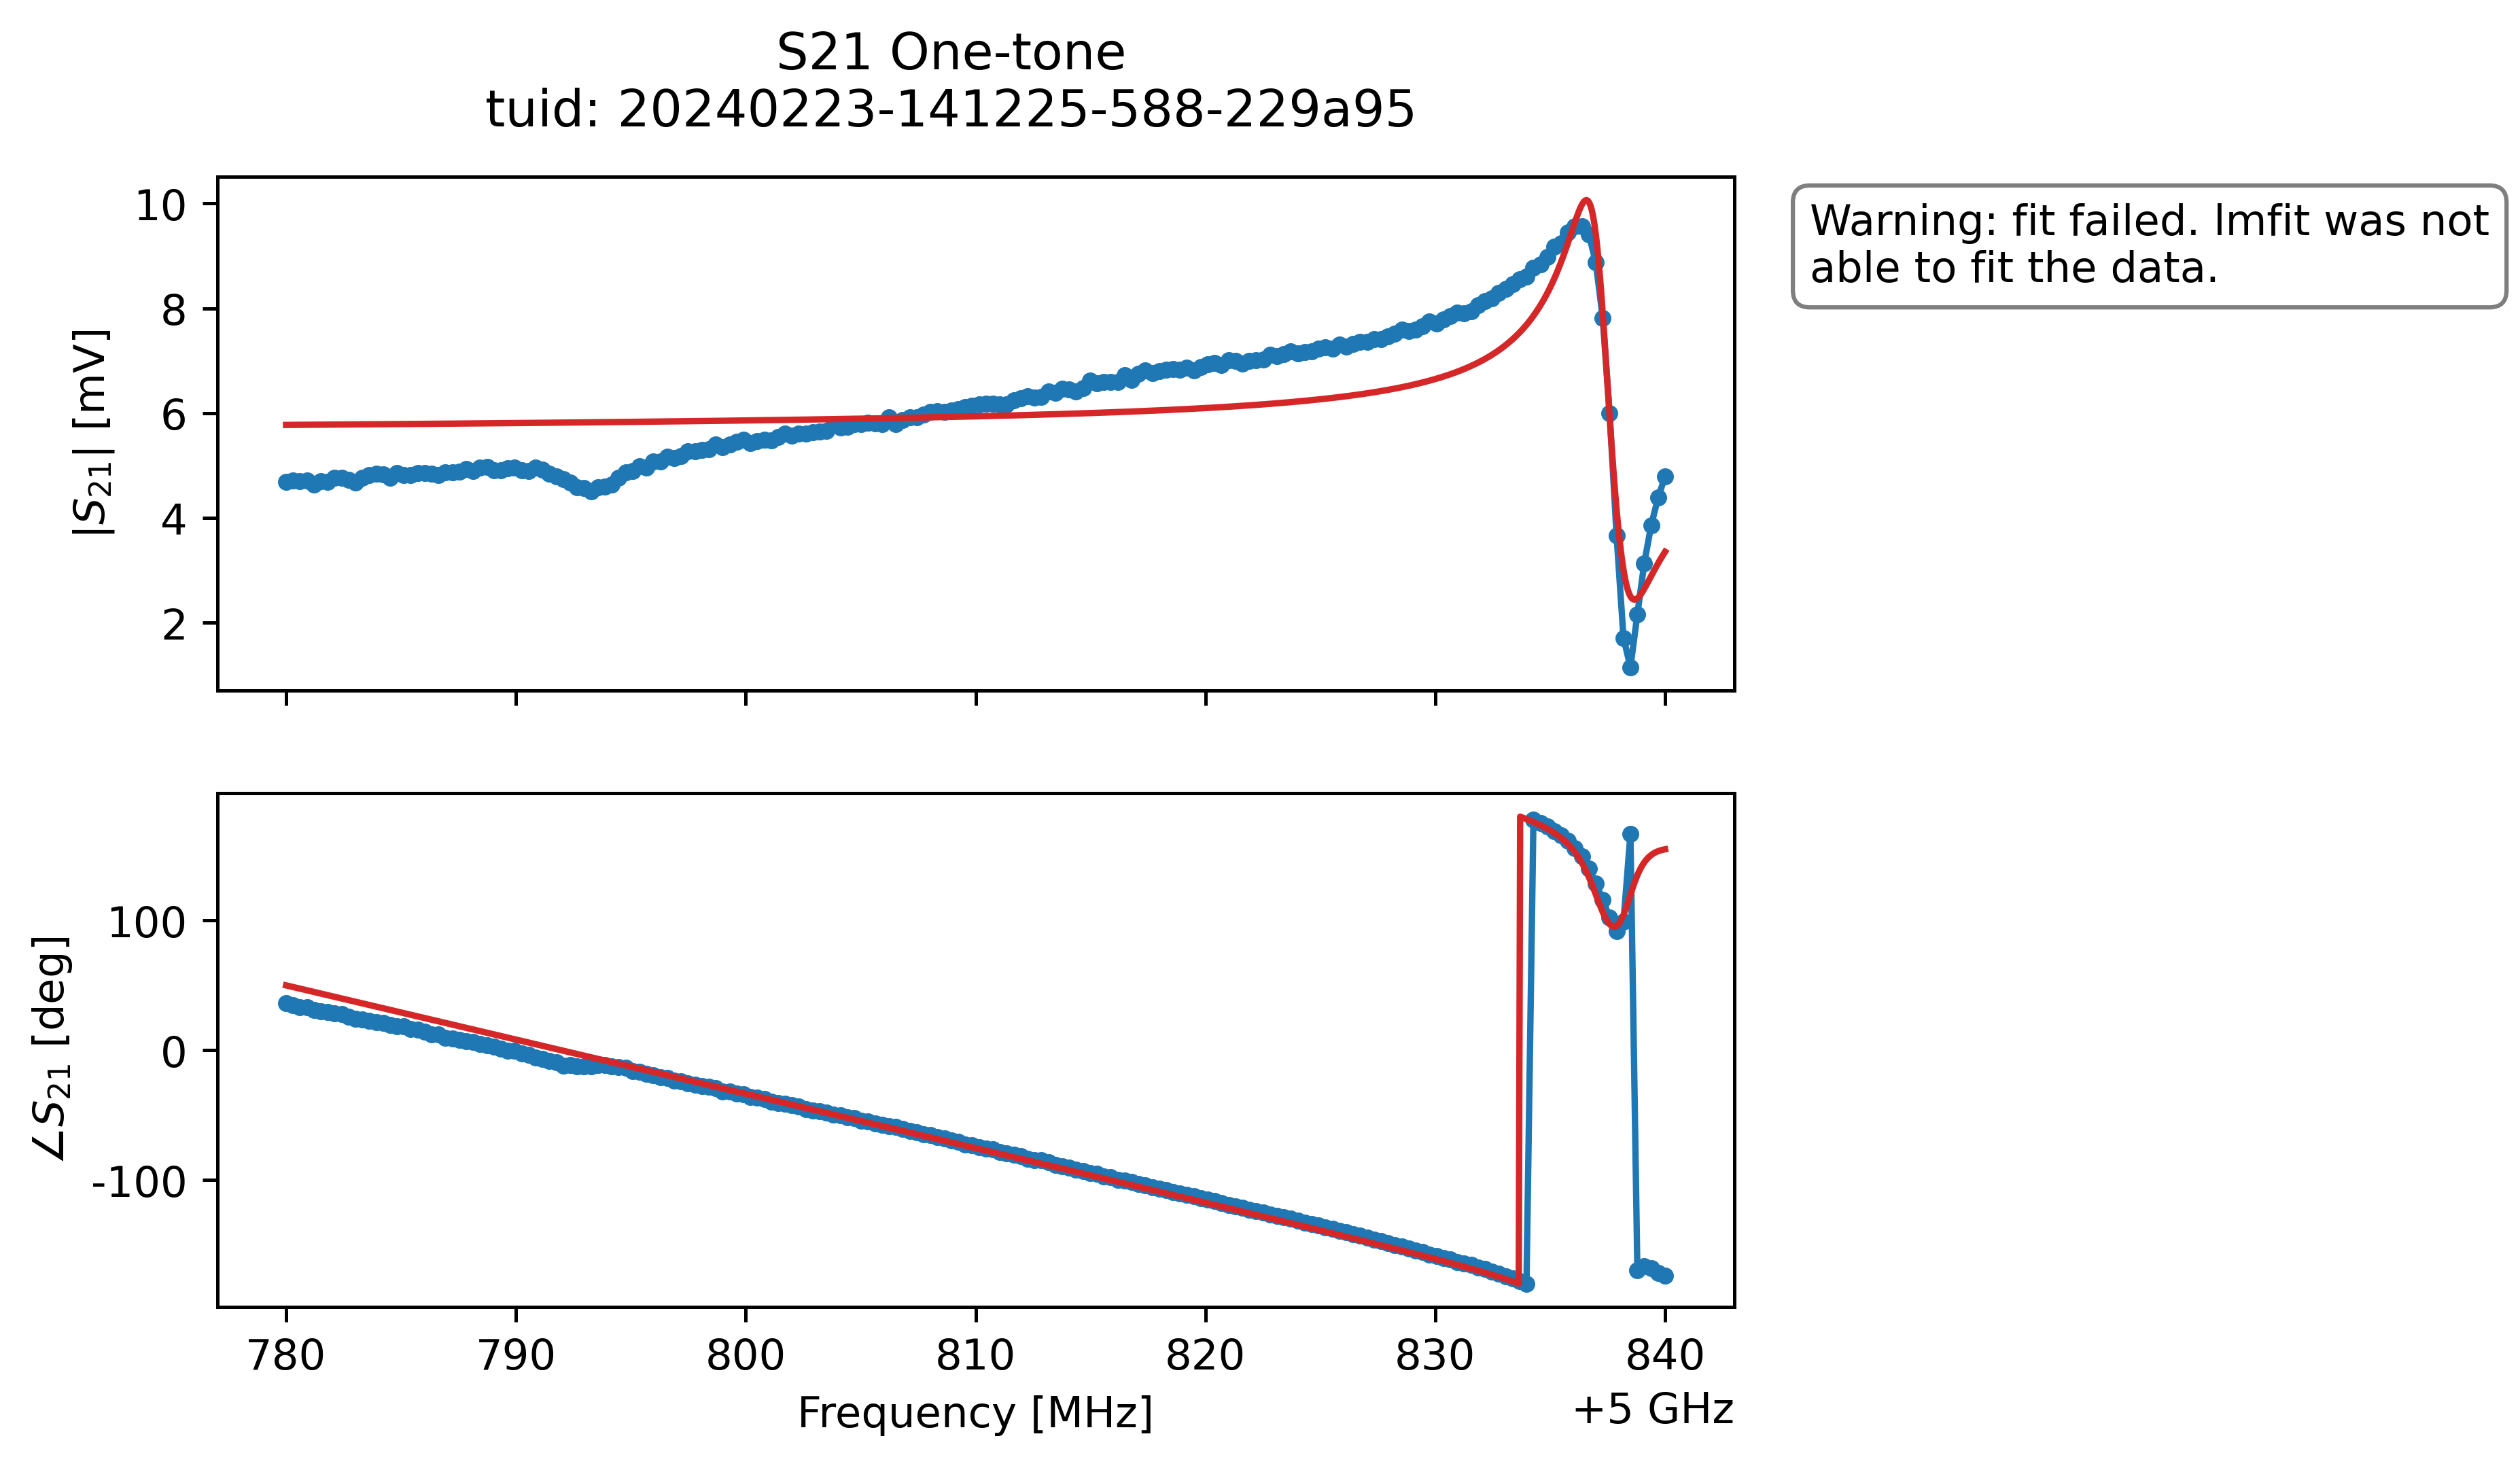 S21 One-tone
tuid: 20240223-141225-588-229a95
10
8
6
4
2
|S21| [mV]
Warning: fit failed. lmfit was not
able to fit the data.
100
0
-100
∠S21 [deg]
780 790 800 810 820 830 840
Frequency [MHz]
+5 GHz